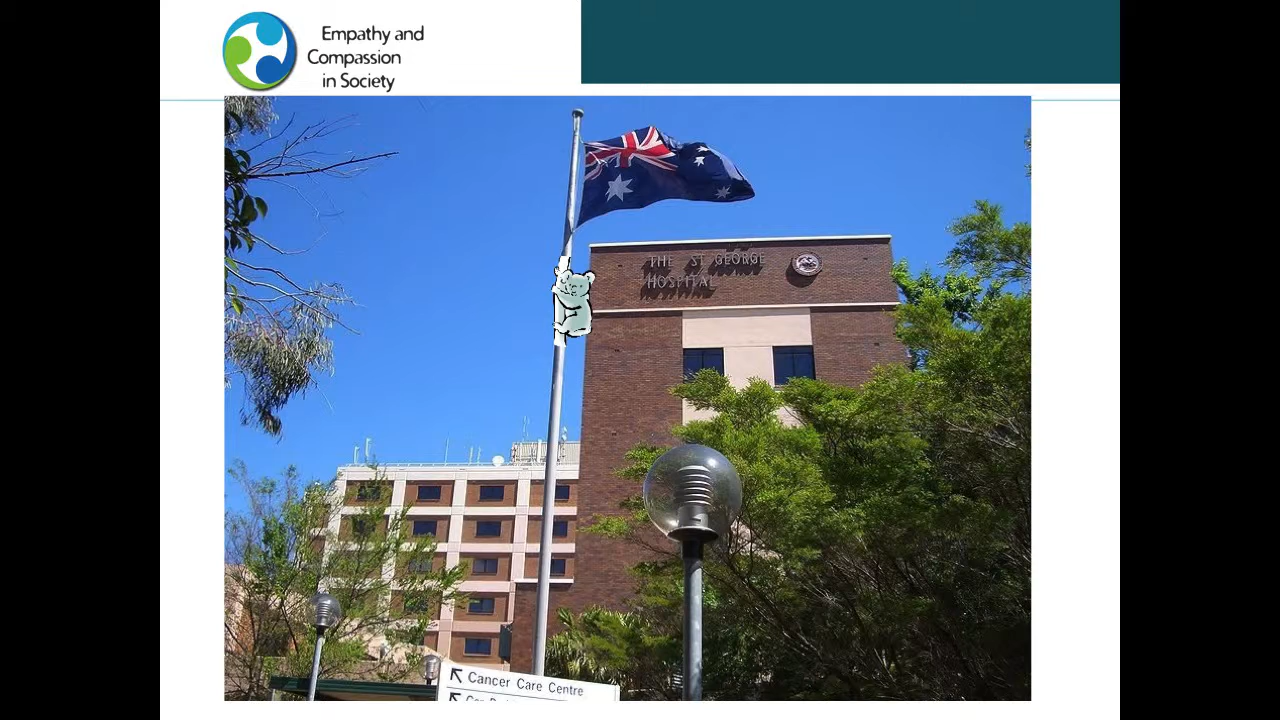 Empathy and
Compassion
in Society
THE ST GEORGE
HOSPITAL
Cancer Care Centre